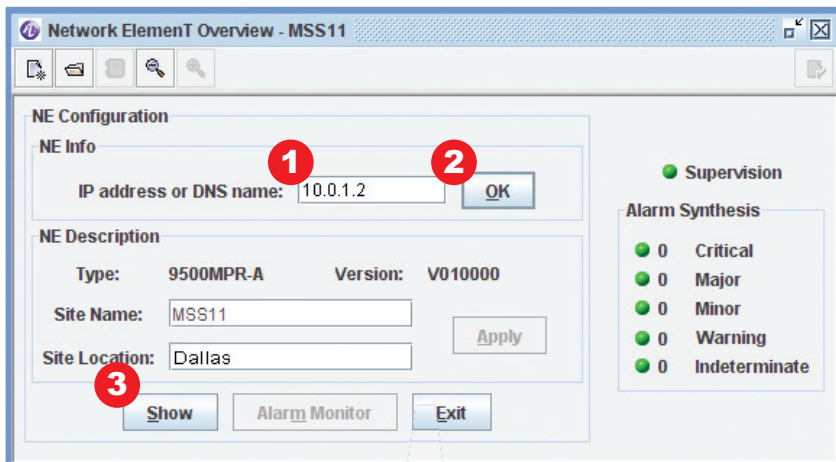 Network ElemenT Overview - MSS11
NE Configuration
NE Info
1
2
IP address or DNS name: 10.0.1.2 OK
Supervision
Alarm Synthesis
NE Description
0 Critical
Type: 9500MPR-A Version: V010000
0 Major
Site Name: MSS11
0 Minor
Apply
0 Warning
Site Location: Dallas
0 Indeterminate
3
Show Alarm Monitor Exit